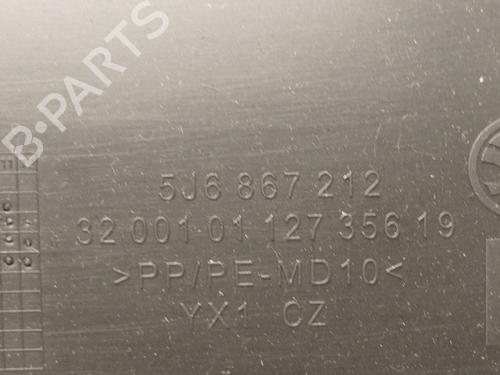 B-PARTS
5J6 867 212
32 001 01 127 356 19
>PP/PE-MD10<
YX1 CZ